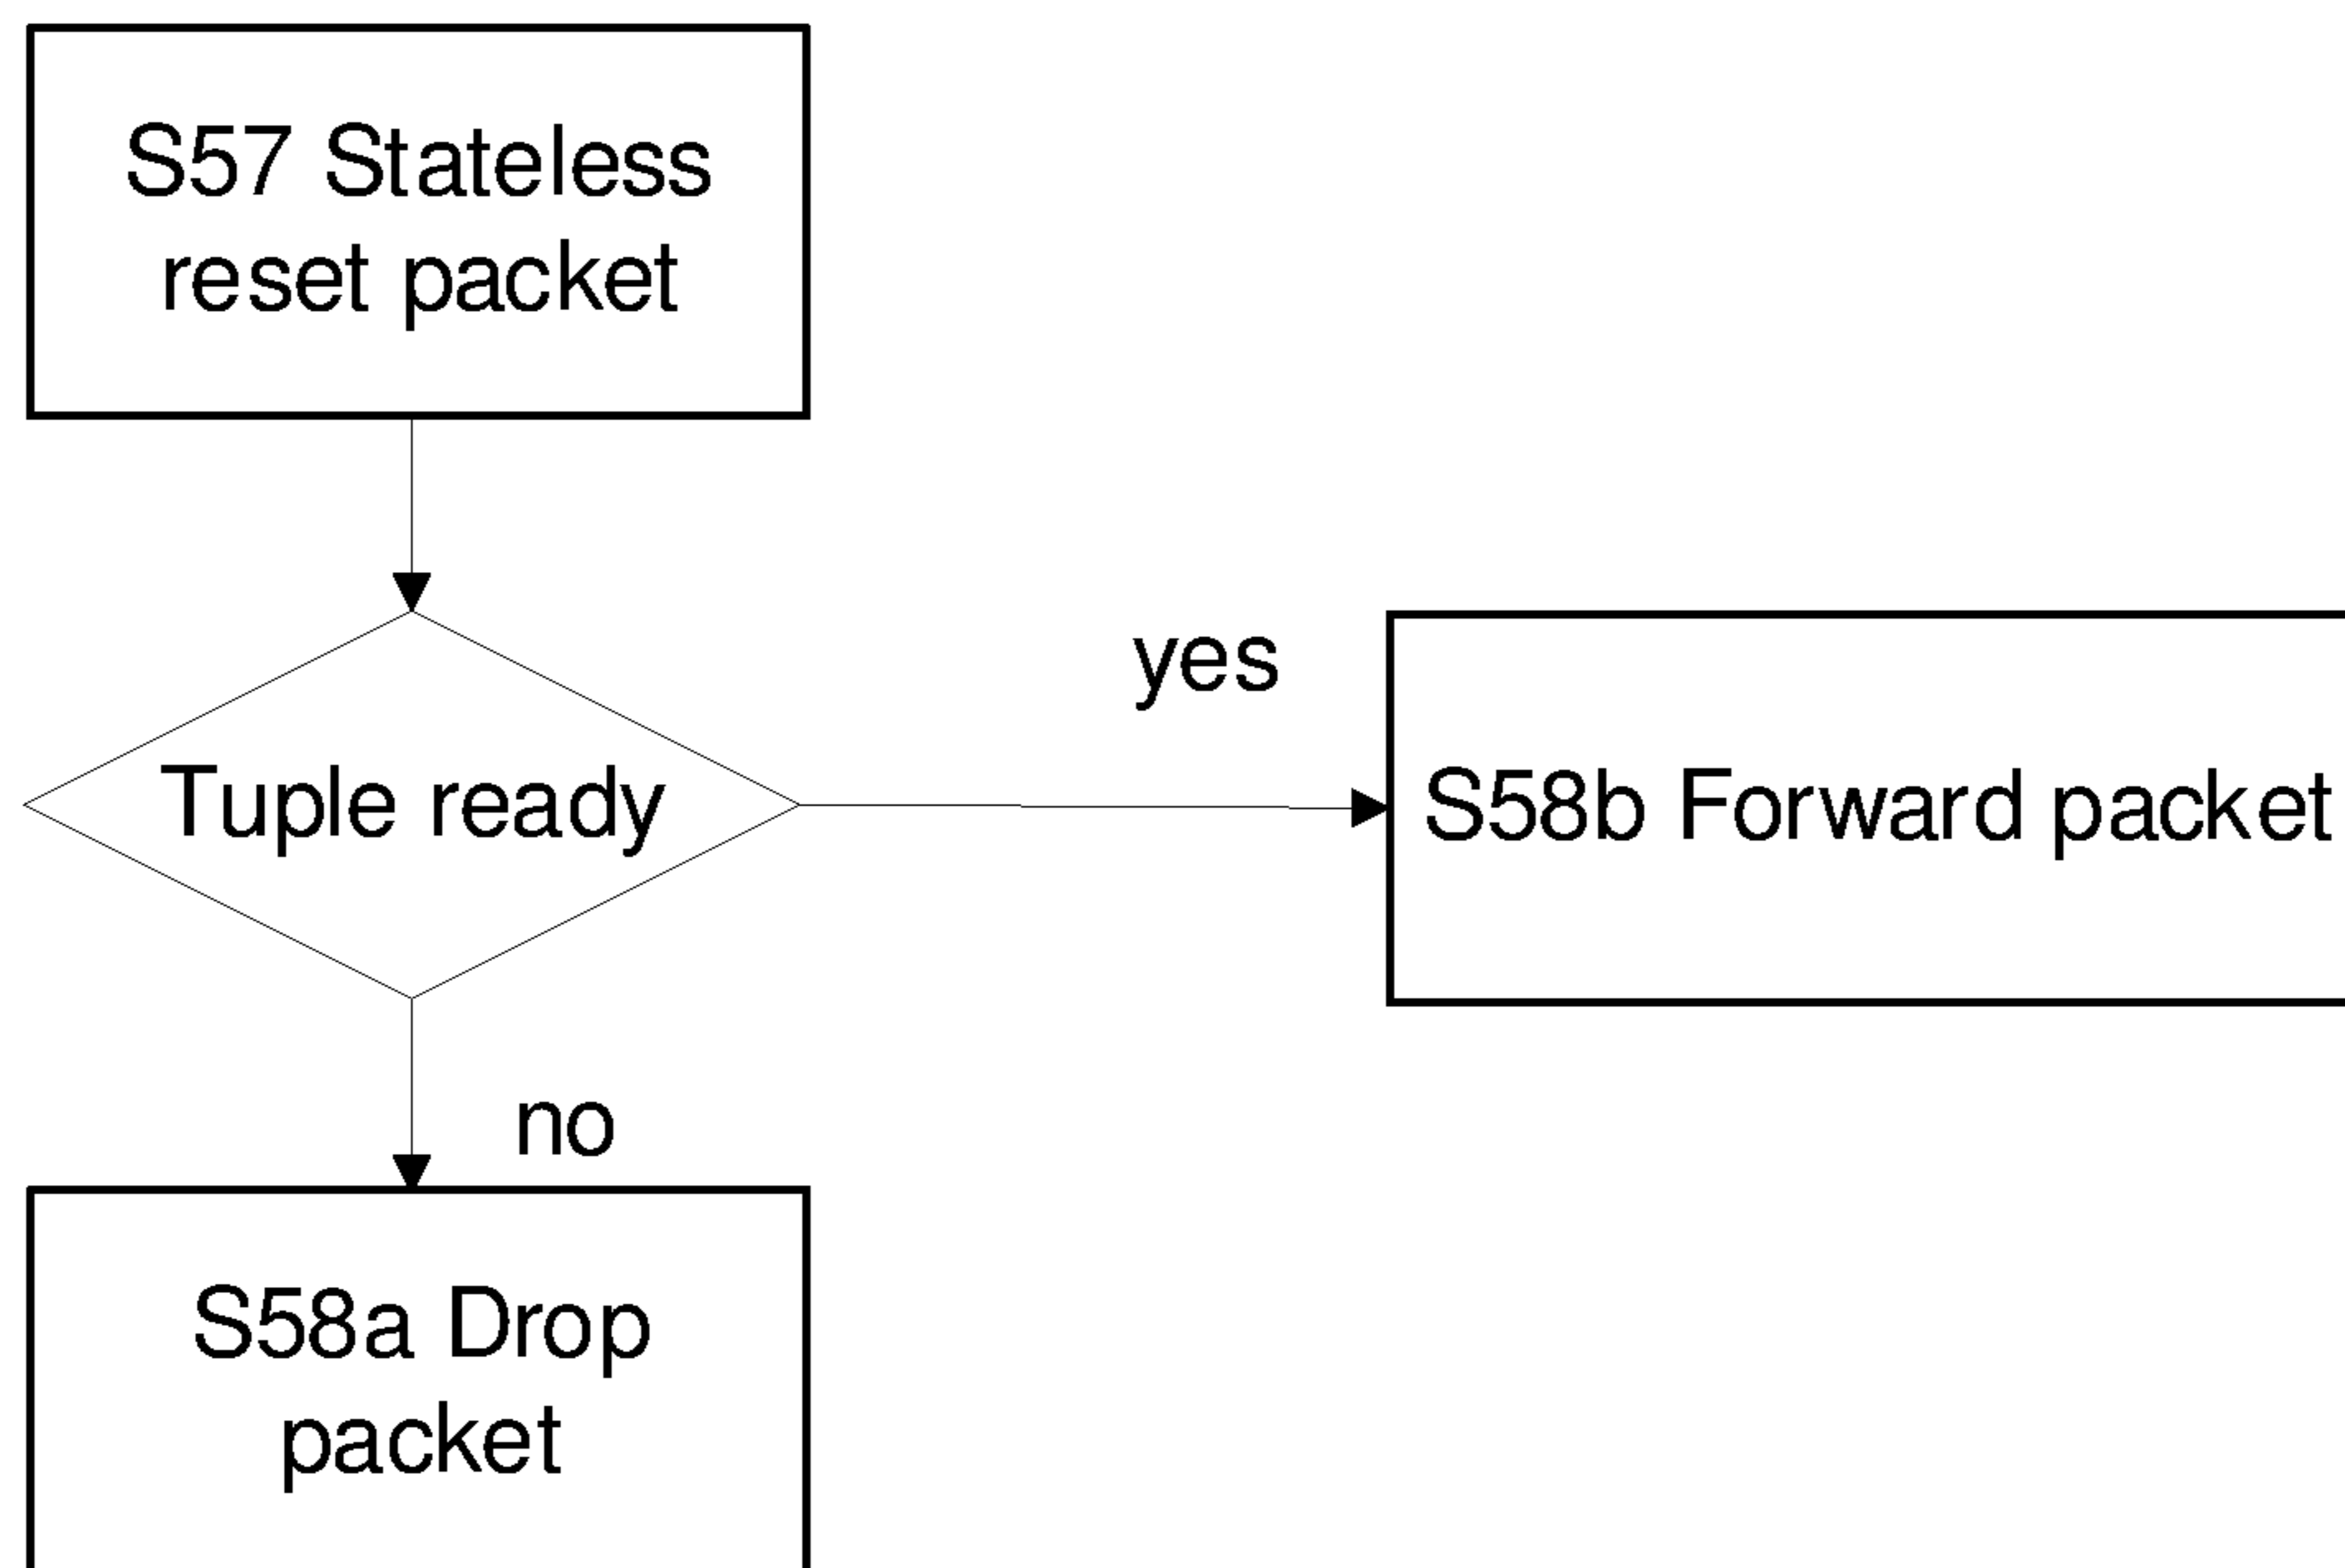 S57 Stateless
reset packet
yes
Tuple ready
S58b Forward packet
no
S58a Drop
packet